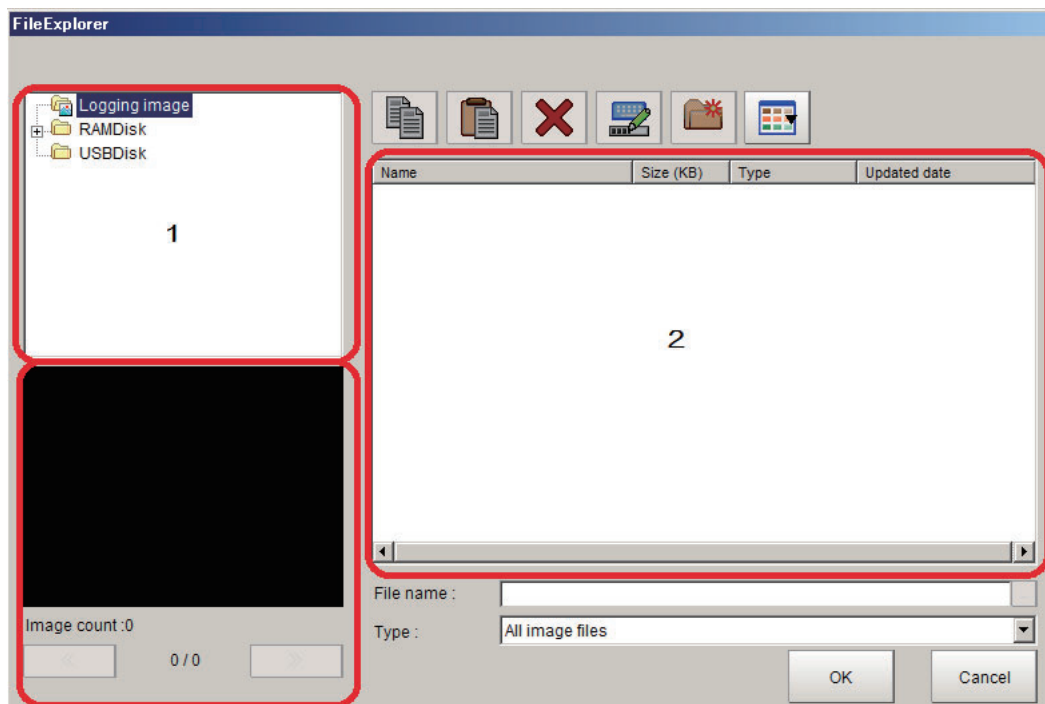 FileExplorer
Logging image
RAMDisk
USBDisk
1
Name Size (KB) Type Updated date
2
Image count :0
0 / 0
File name :
Type : All image files
OK Cancel